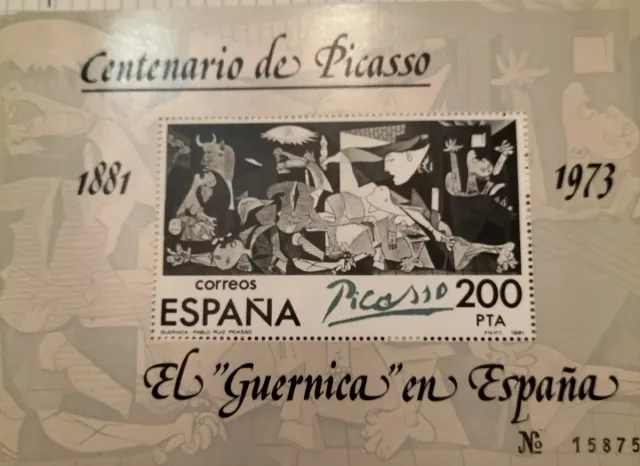 Centenario de Picasso
1881
1973
correos
ESPAÑA
Picasso
200
PTA
GUERNICA PABLO RUIZ PICASSO
F.N.M.T. 1981
El "Guernica" en España
Nº 15875